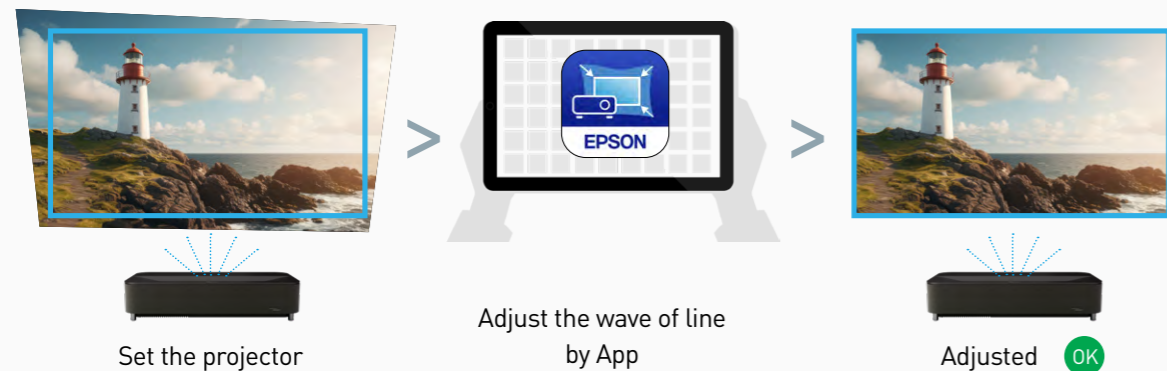 EPSON
Set the projector
Adjust the wave of line
by App
Adjusted OK